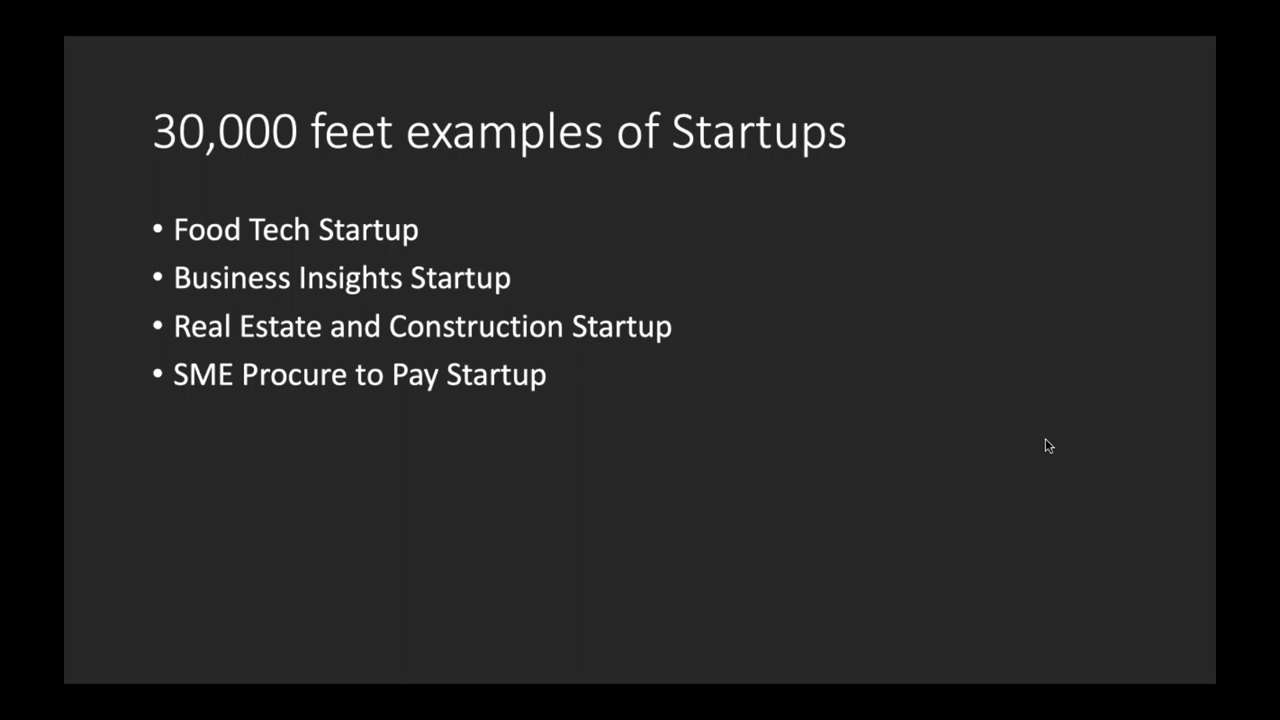 30,000 feet examples of Startups
• Food Tech Startup
• Business Insights Startup
• Real Estate and Construction Startup
• SME Procure to Pay Startup